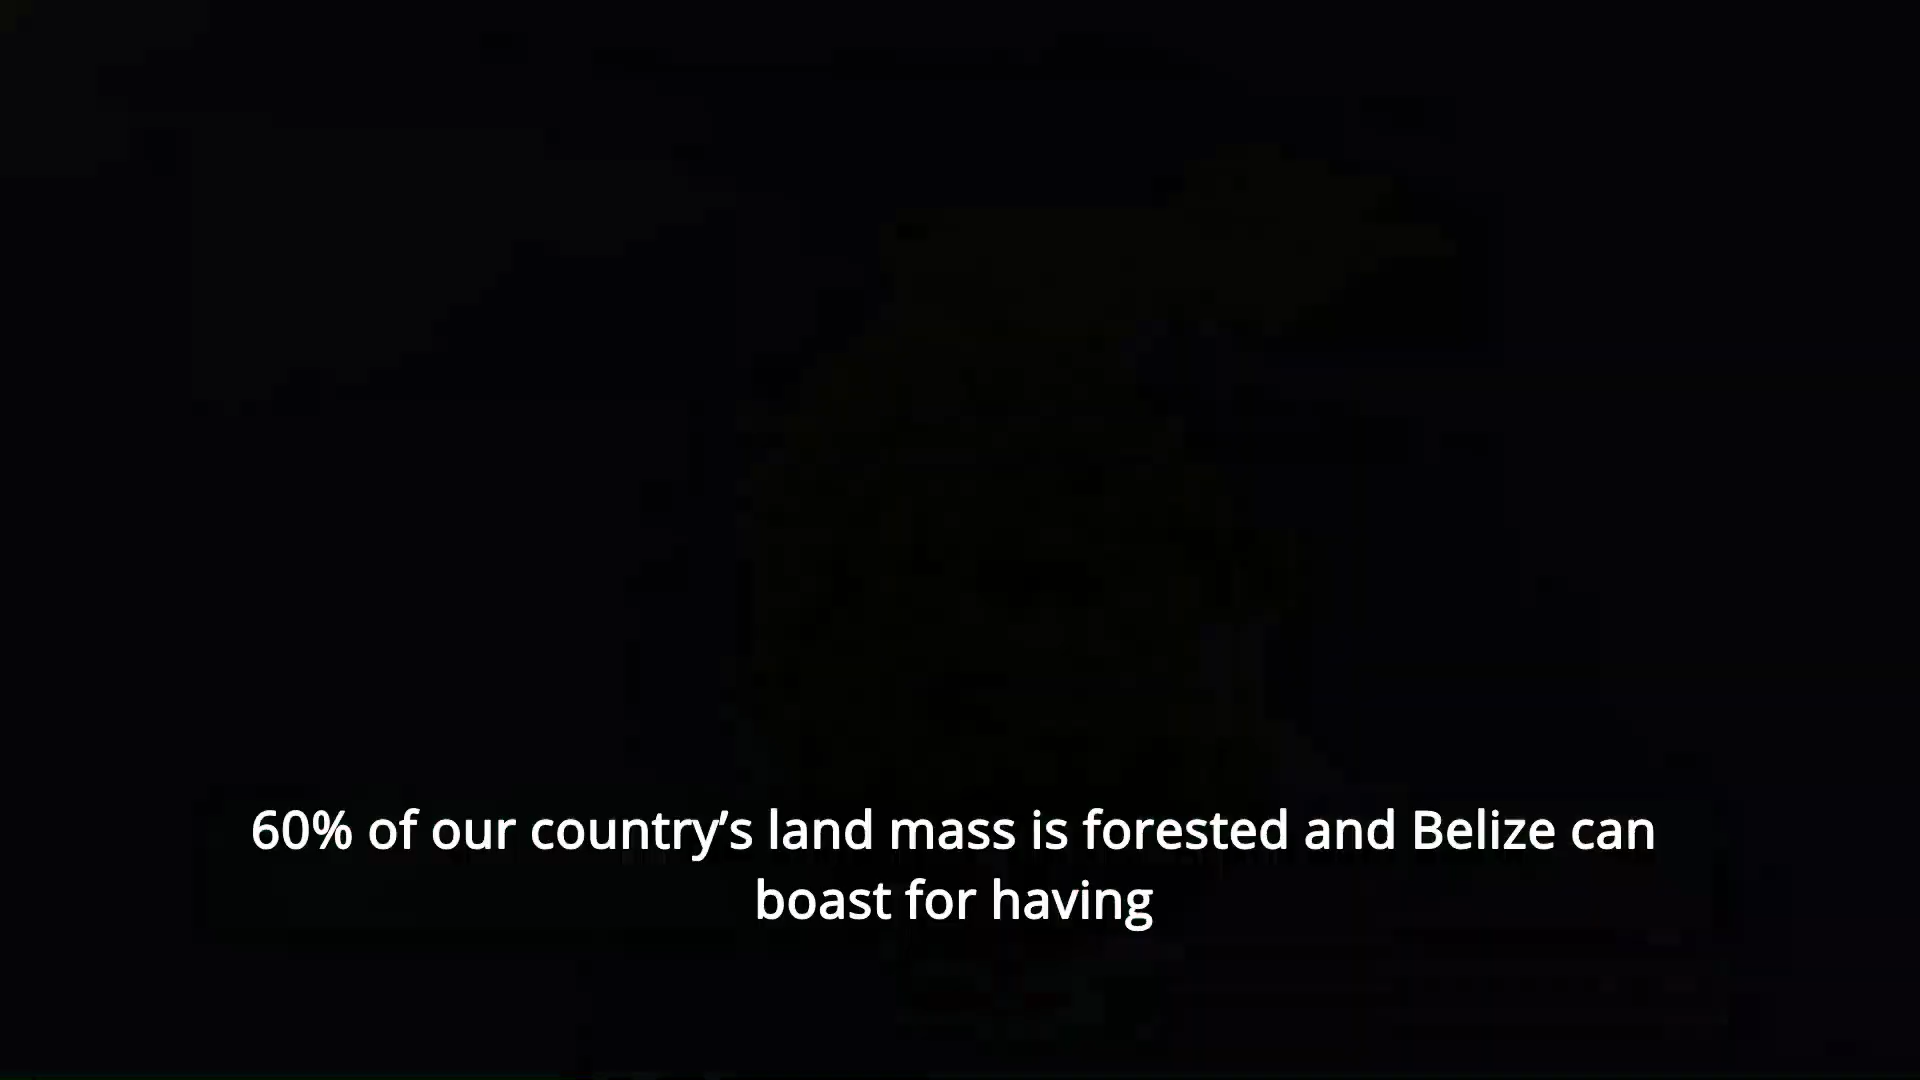 60% of our country’s land mass is forested and Belize can
boast for having